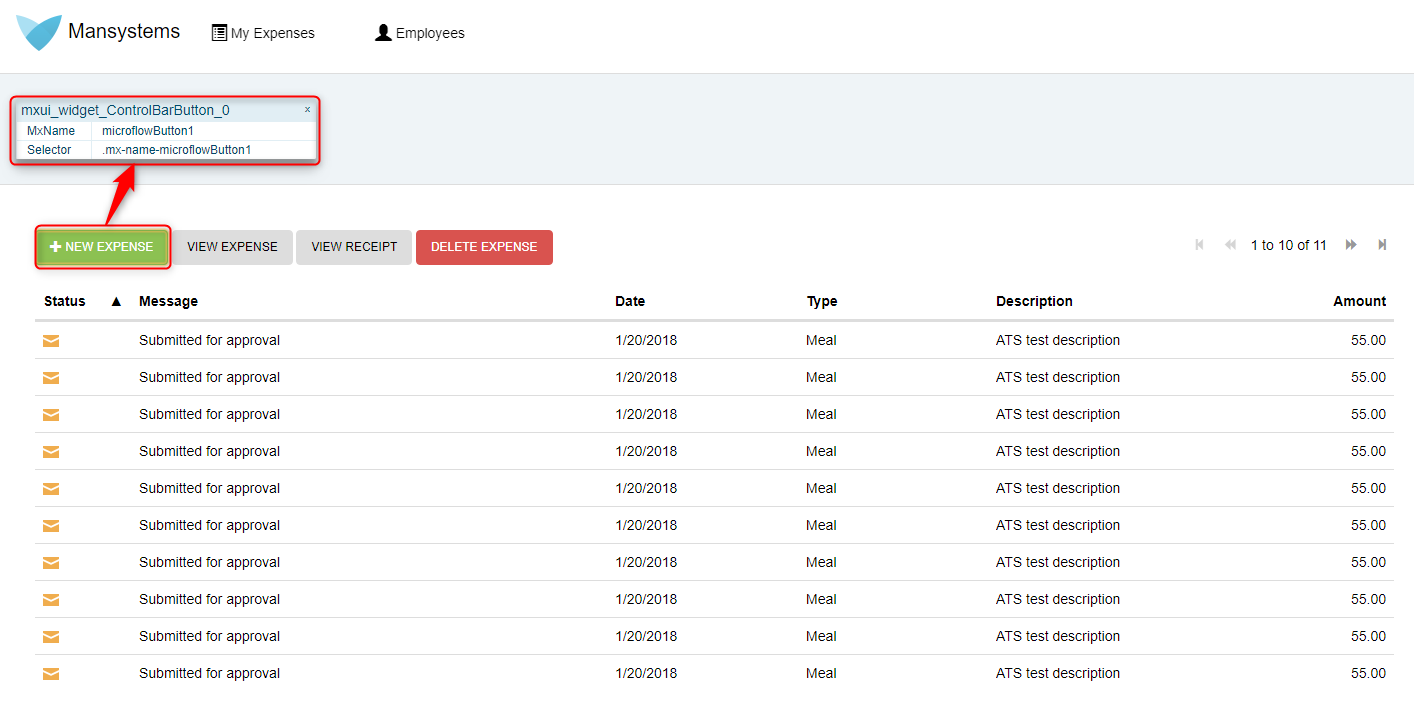 Mansystems My Expenses Employees
mxui_widget_ControlBarButton_0 x
MxName microflowButton1
Selector .mx-name-microflowButton1
NEW EXPENSE VIEW EXPENSE VIEW RECEIPT DELETE EXPENSE 1 to 10 of 11
Status ▲ Message Date Type Description Amount
Submitted for approval 1/20/2018 Meal ATS test description 55.00
Submitted for approval 1/20/2018 Meal ATS test description 55.00
Submitted for approval 1/20/2018 Meal ATS test description 55.00
Submitted for approval 1/20/2018 Meal ATS test description 55.00
Submitted for approval 1/20/2018 Meal ATS test description 55.00
Submitted for approval 1/20/2018 Meal ATS test description 55.00
Submitted for approval 1/20/2018 Meal ATS test description 55.00
Submitted for approval 1/20/2018 Meal ATS test description 55.00
Submitted for approval 1/20/2018 Meal ATS test description 55.00
Submitted for approval 1/20/2018 Meal ATS test description 55.00